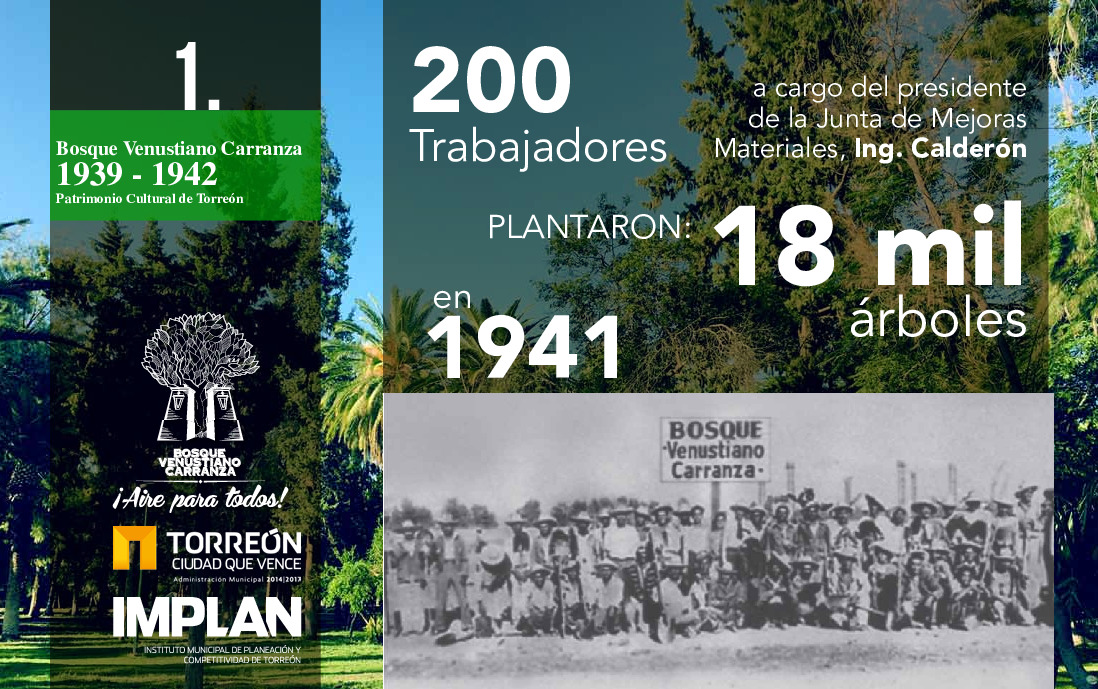 1.
Bosque Venustiano Carranza
1939 - 1942
Patrimonio Cultural de Torreón
BOSQUE
VENUSTIANO
CARRANZA
¡Aire para todos!
TORREÓN
CIUDAD QUE VENCE
Administración Municipal 2014|2017
IMPLAN
INSTITUTO MUNICIPAL DE PLANEACIÓN Y
COMPETITIVIDAD DE TORREÓN
200
Trabajadores
a cargo del presidente
de la Junta de Mejoras
Materiales, Ing. Calderón
PLANTARON:
18 mil
árboles
en
1941
BOSQUE
·Venustiano
Carranza·